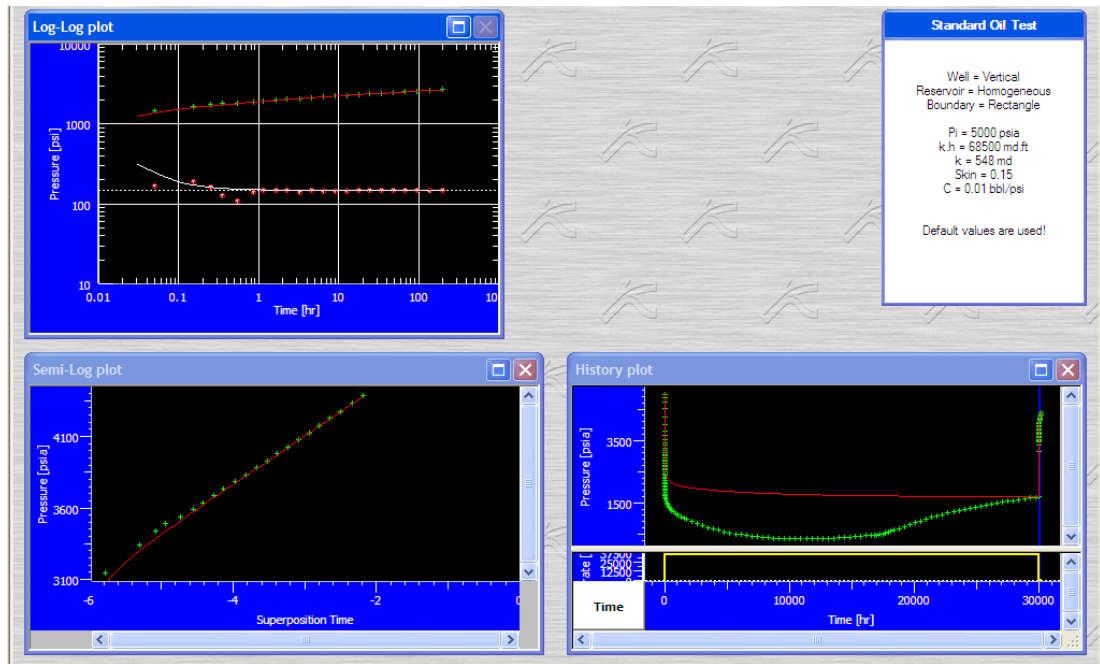 Log-Log plot
10000
1000
100
10
Pressure [psi]
0.01 0.1 1 10 100 10
Time [hr]
Standard Oil Test
Well = Vertical
Reservoir = Homogeneous
Boundary = Rectangle
Pi = 5000 psia
k.h = 68500 md.ft
k = 548 md
Skin = 0.15
C = 0.01 bbl/psi
Default values are used!
Semi-Log plot
4100
3600
3100
Pressure [psia]
-6 -4 -2 0
Superposition Time
History plot
3500
1500
Pressure [psia]
37500
25000
12500
rate [
Time
0 10000 20000 30000
Time [hr]